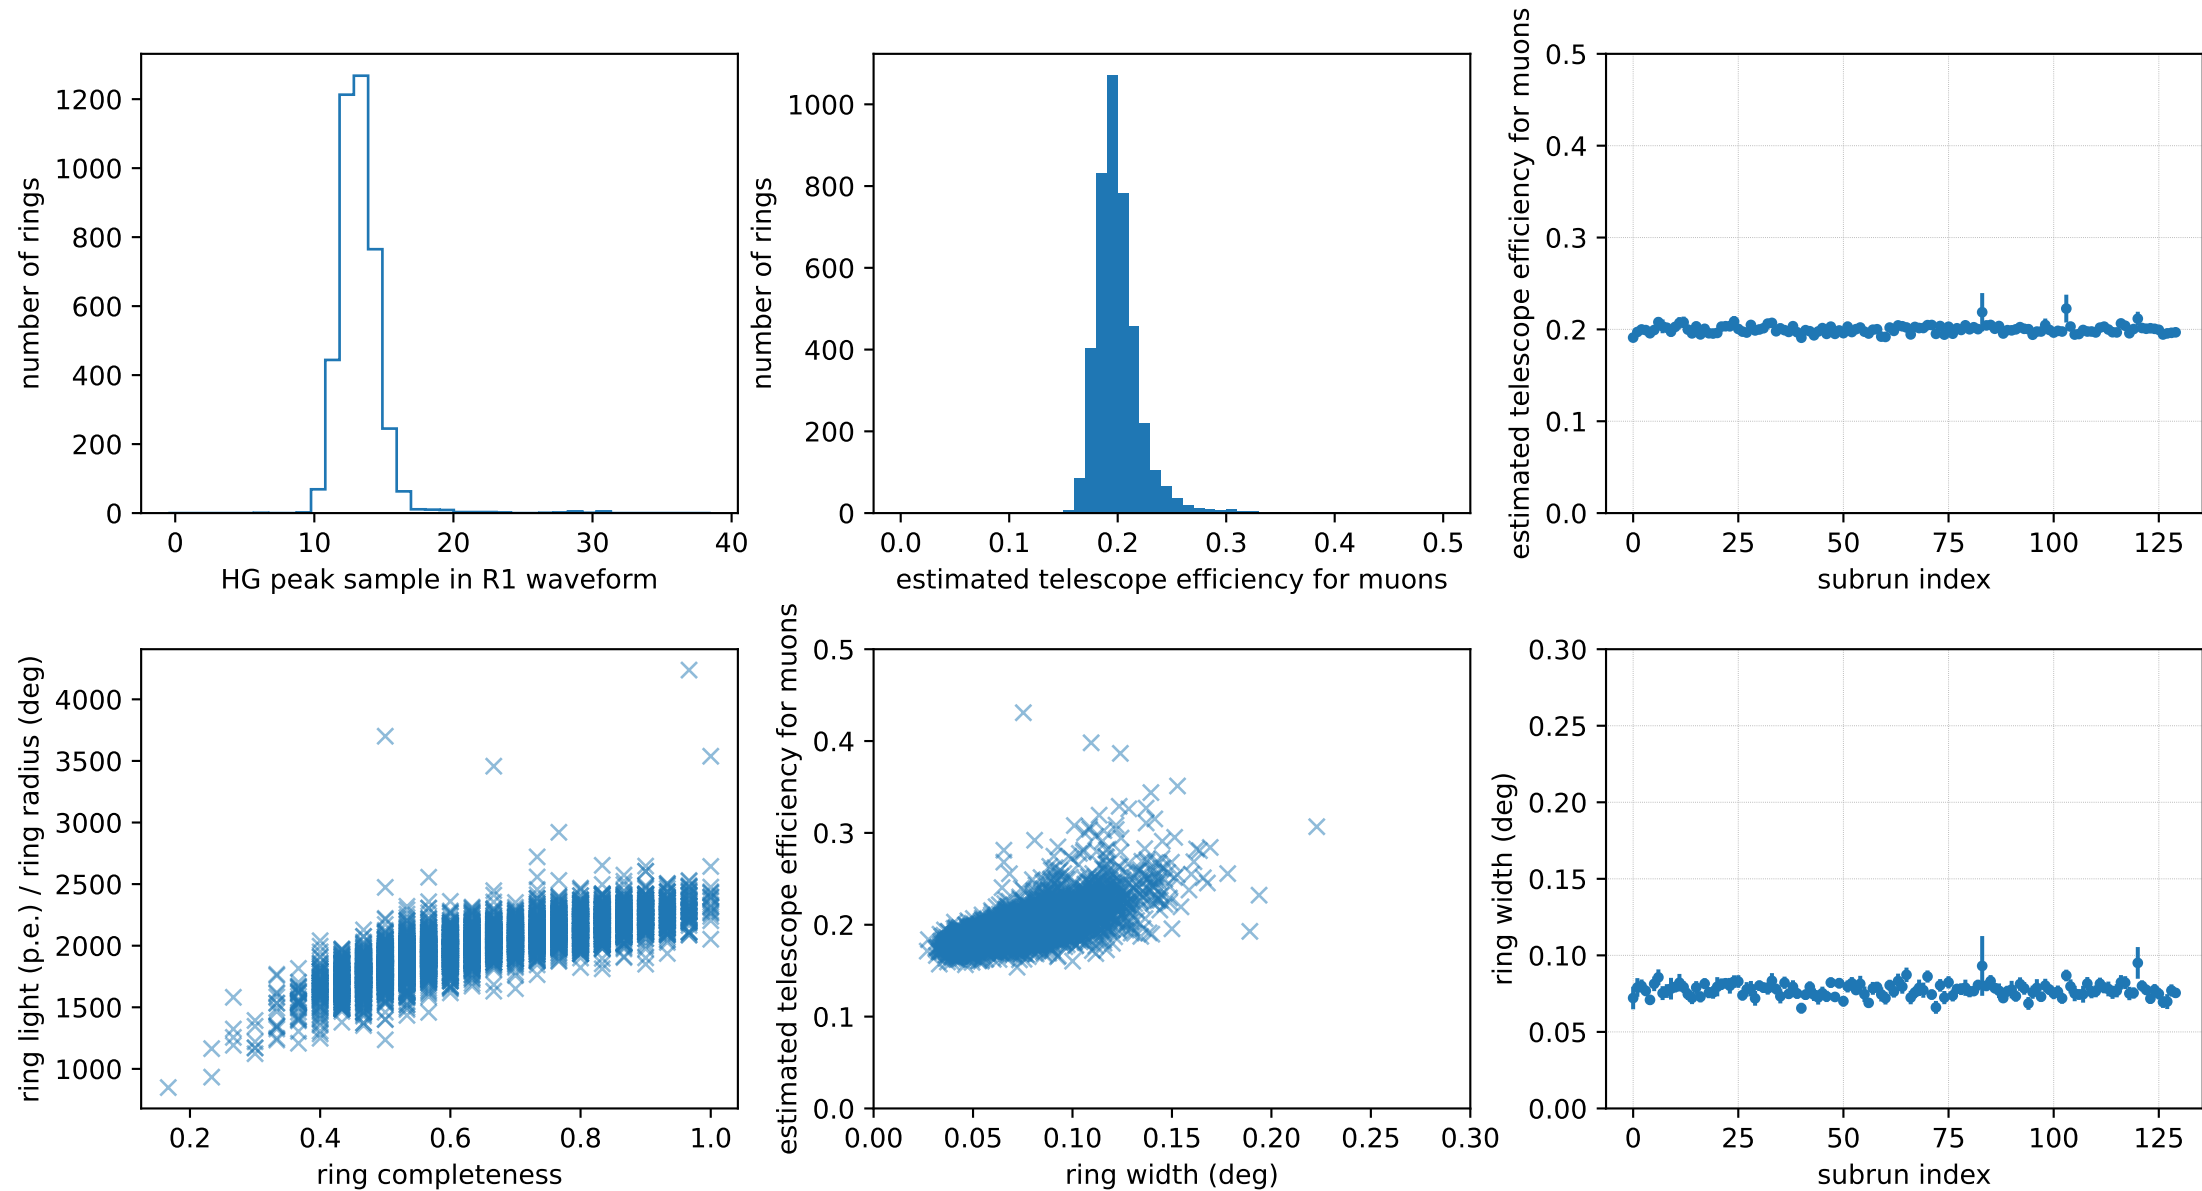 number of rings
1200
1000
800
600
400
200
0
0 10 20 30 40
HG peak sample in R1 waveform
number of rings
1000
800
600
400
200
0
0.0 0.1 0.2 0.3 0.4 0.5
estimated telescope efficiency for muons
estimated telescope efficiency for muons
0.5
0.4
0.3
0.2
0.1
0.0
0 25 50 75 100 125
subrun index
ring light (p.e.) / ring radius (deg)
4000
3500
3000
2500
2000
1500
1000
0.2 0.4 0.6 0.8 1.0
ring completeness
estimated telescope efficiency for muons
0.5
0.4
0.3
0.2
0.1
0.0
0.00 0.05 0.10 0.15 0.20 0.25 0.30
ring width (deg)
ring width (deg)
0.30
0.25
0.20
0.15
0.10
0.05
0.00
0 25 50 75 100 125
subrun index